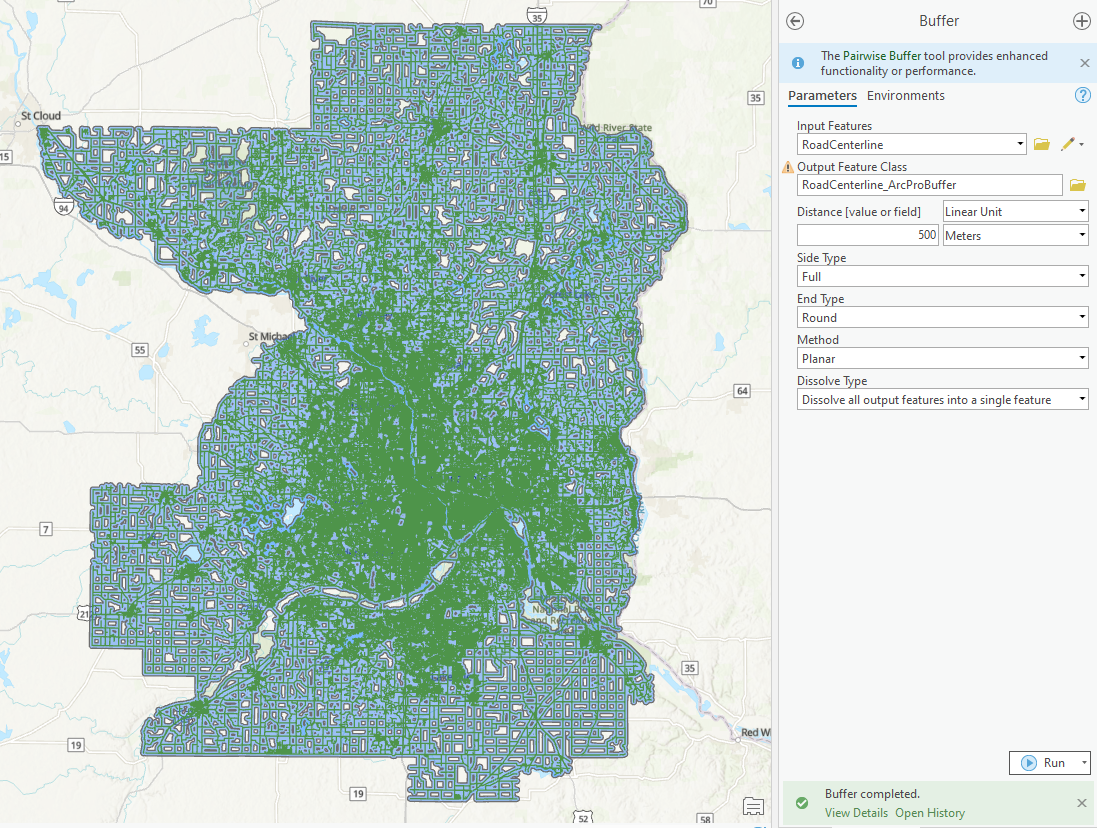 70
35
Buffer
The Pairwise Buffer tool provides enhanced
functionality or performance.
Parameters Environments
35
St Cloud
Wild River State
15
94
Input Features
RoadCenterline
Output Feature Class
RoadCenterline_ArcProBuffer
Distance [value or field]
Linear Unit
500
Meters
Side Type
Full
End Type
Round
Method
Planar
Dissolve Type
Dissolve all output features into a single feature
St Michael
55
64
7
21
National Riv
and Recre
35
19
Red W
19
52
58
Run
Buffer completed.
View Details Open History